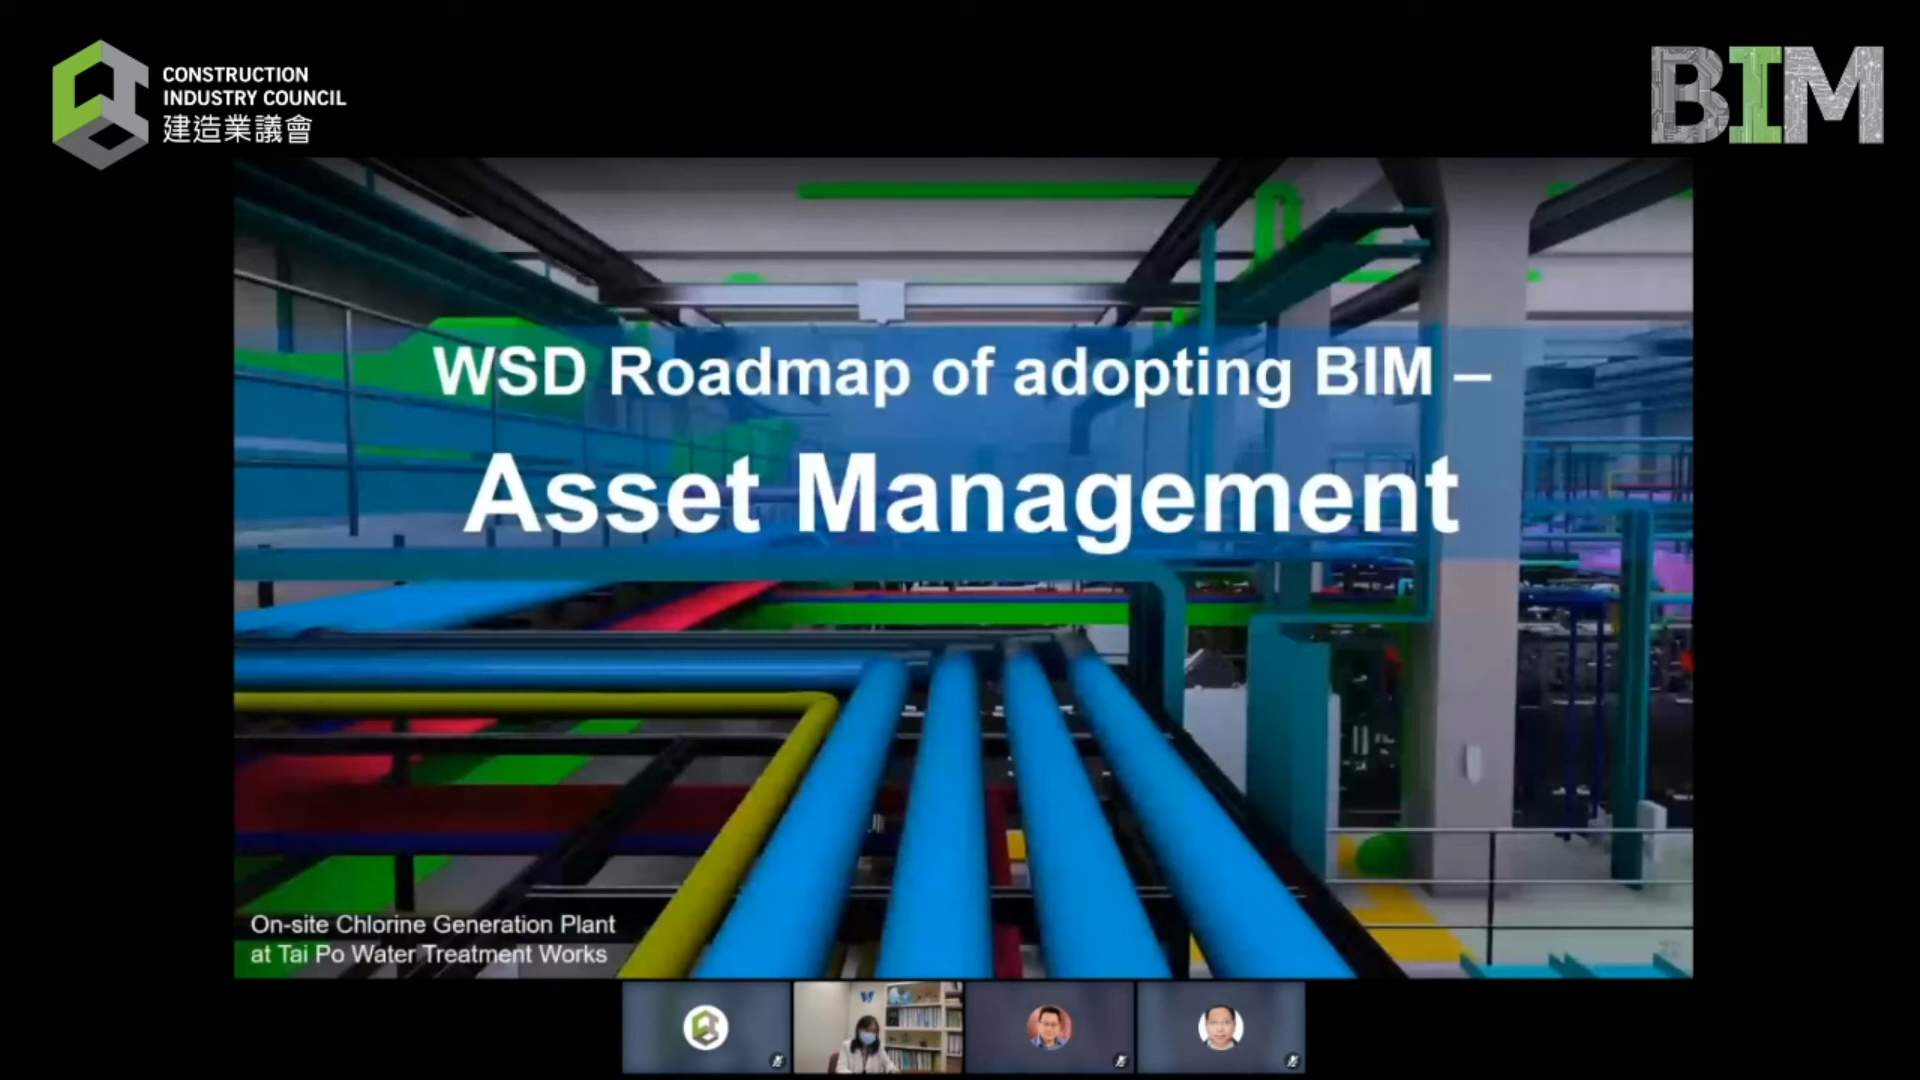 CONSTRUCTION
INDUSTRY COUNCIL
建造業議會
BIM
WSD Roadmap of adopting BIM –
Asset Management
On-site Chlorine Generation Plant
at Tai Po Water Treatment Works